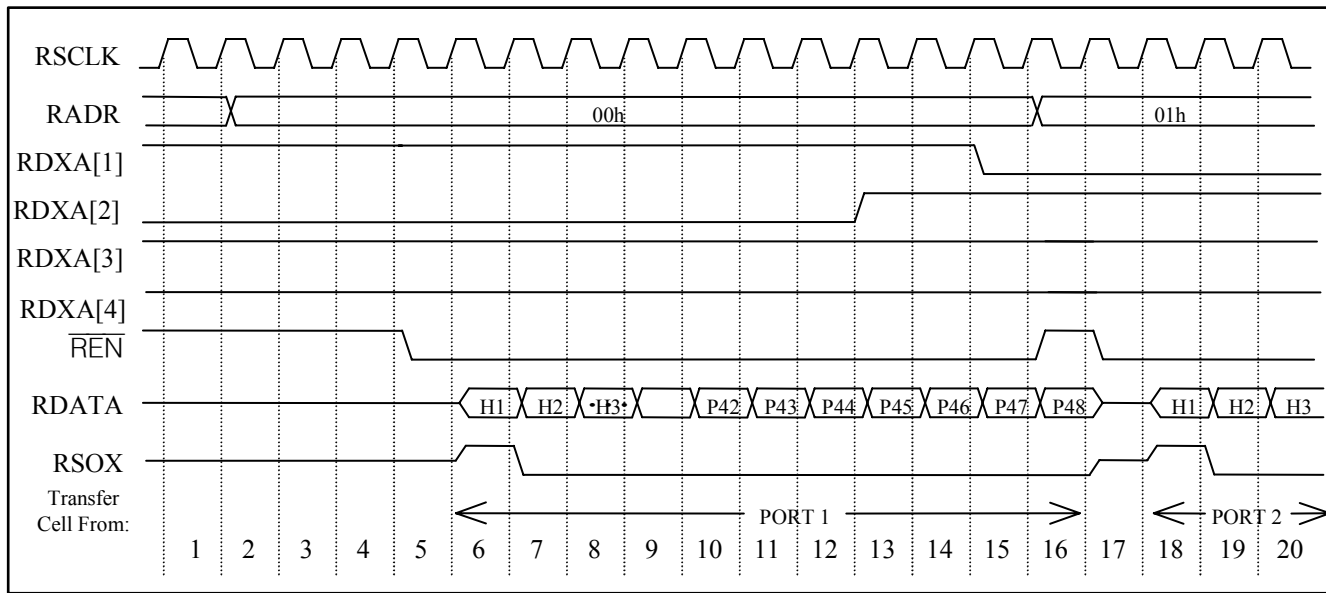 RSCLK
RADR 00h 01h
RDXA[1]
RDXA[2]
RDXA[3]
RDXA[4]
REN
RDATA H1 H2 H3 P42 P43 P44 P45 P46 P47 P48 H1 H2 H3
RSOX
Transfer
Cell From: PORT 1 PORT 2
1 2 3 4 5 6 7 8 9 10 11 12 13 14 15 16 17 18 19 20